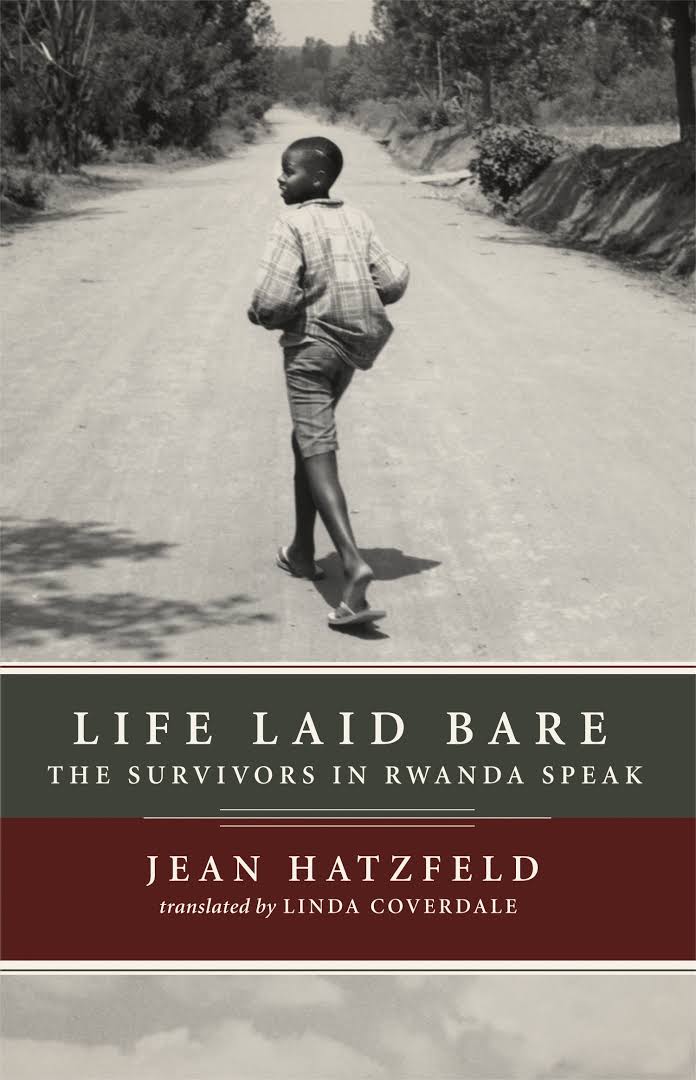 LIFE LAID BARE
THE SURVIVORS IN RWANDA SPEAK
JEAN HATZFELD
translated by LINDA COVERDALE